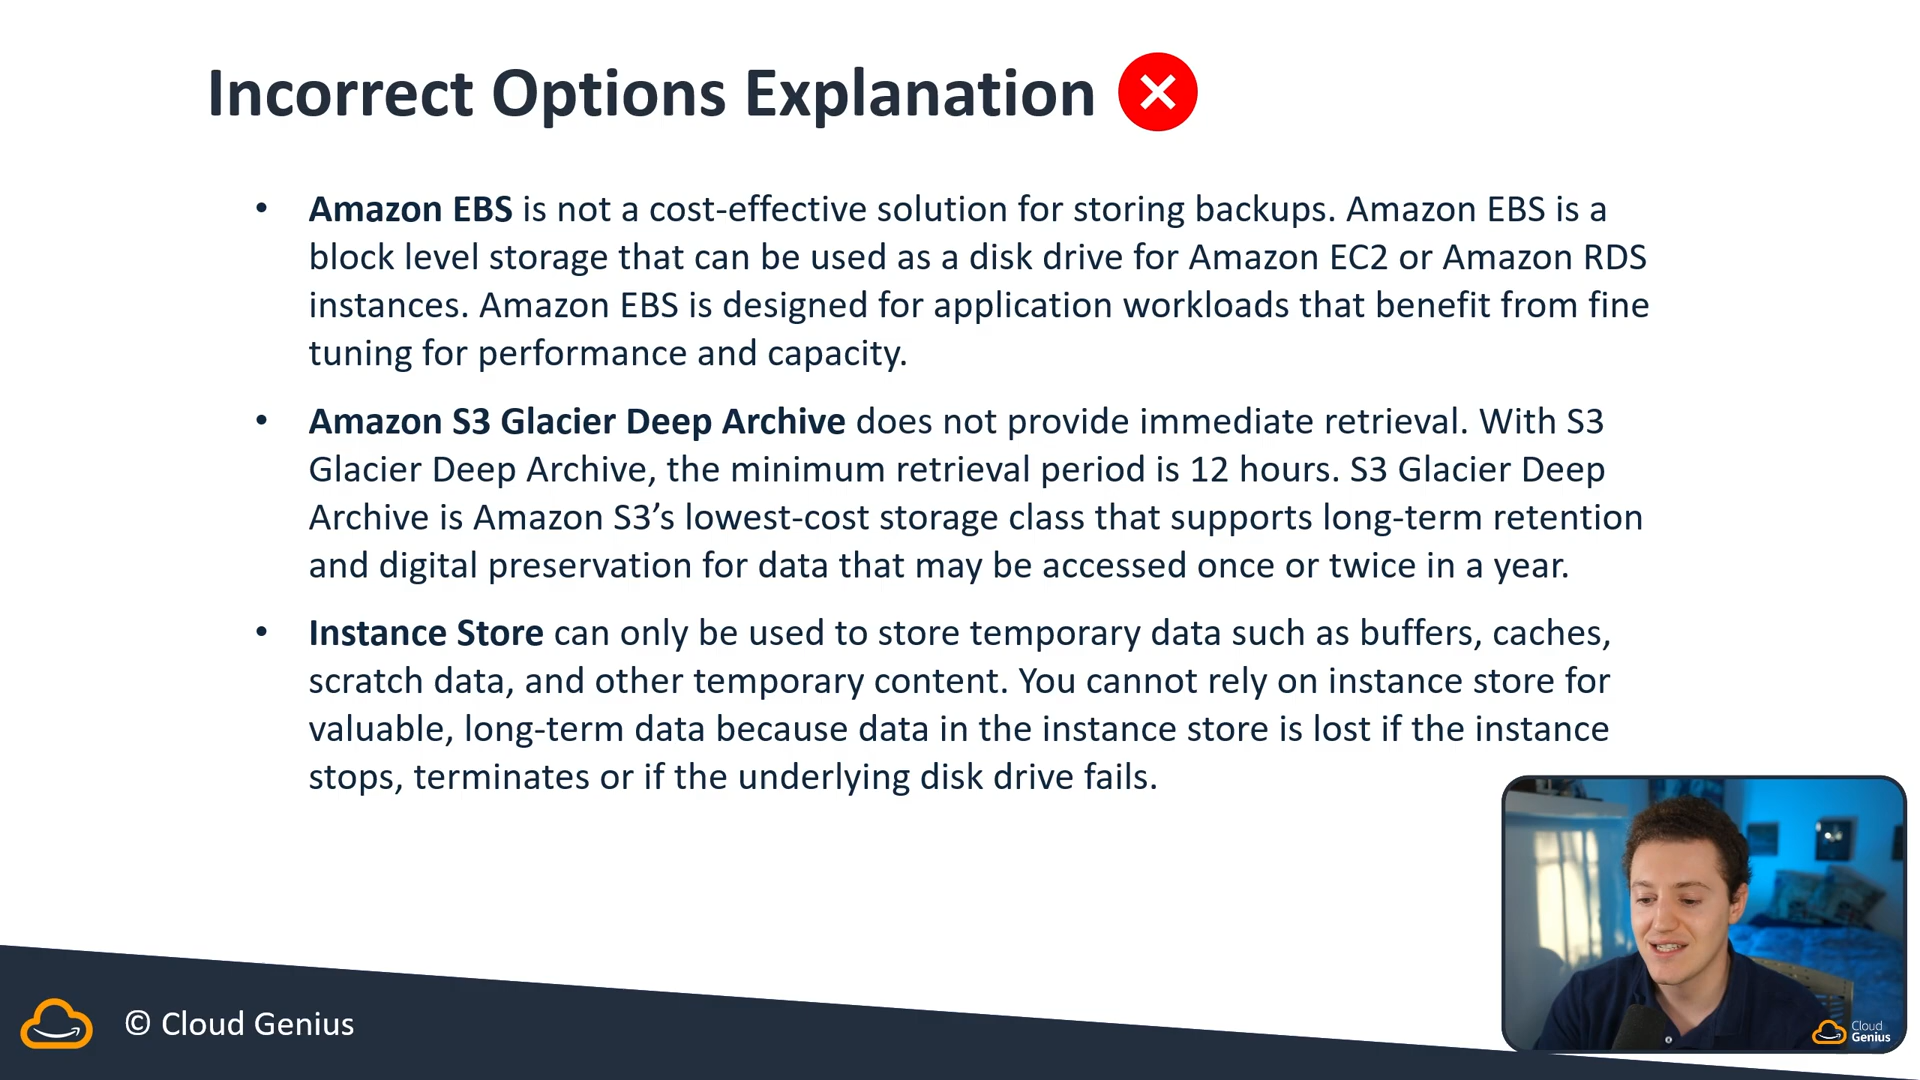 Incorrect Options Explanation
• Amazon EBS is not a cost-effective solution for storing backups. Amazon EBS is a
block level storage that can be used as a disk drive for Amazon EC2 or Amazon RDS
instances. Amazon EBS is designed for application workloads that benefit from fine
tuning for performance and capacity.
• Amazon S3 Glacier Deep Archive does not provide immediate retrieval. With S3
Glacier Deep Archive, the minimum retrieval period is 12 hours. S3 Glacier Deep
Archive is Amazon S3’s lowest-cost storage class that supports long-term retention
and digital preservation for data that may be accessed once or twice in a year.
• Instance Store can only be used to store temporary data such as buffers, caches,
scratch data, and other temporary content. You cannot rely on instance store for
valuable, long-term data because data in the instance store is lost if the instance
stops, terminates or if the underlying disk drive fails.
© Cloud Genius
Cloud
Genius